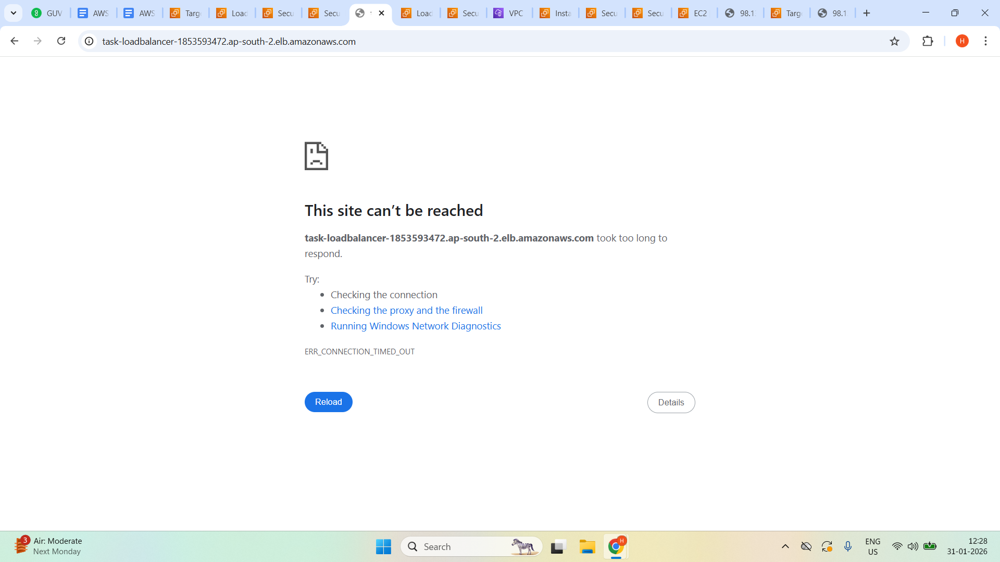 GUV
AWS
AWS
Targ
Load
Secu
Secu
Load
Secu
VPC
Insta
Secu
Secu
EC2
98.1
Targ
98.1
task-loadbalancer-1853593472.ap-south-2.elb.amazonaws.com
H
This site can’t be reached
task-loadbalancer-1853593472.ap-south-2.elb.amazonaws.com took too long to
respond.
Try:
Checking the connection
Checking the proxy and the firewall
Running Windows Network Diagnostics
ERR_CONNECTION_TIMED_OUT
Reload
Details
3
Air: Moderate
Next Monday
Search
H
ENG
US
12:28
31-01-2026